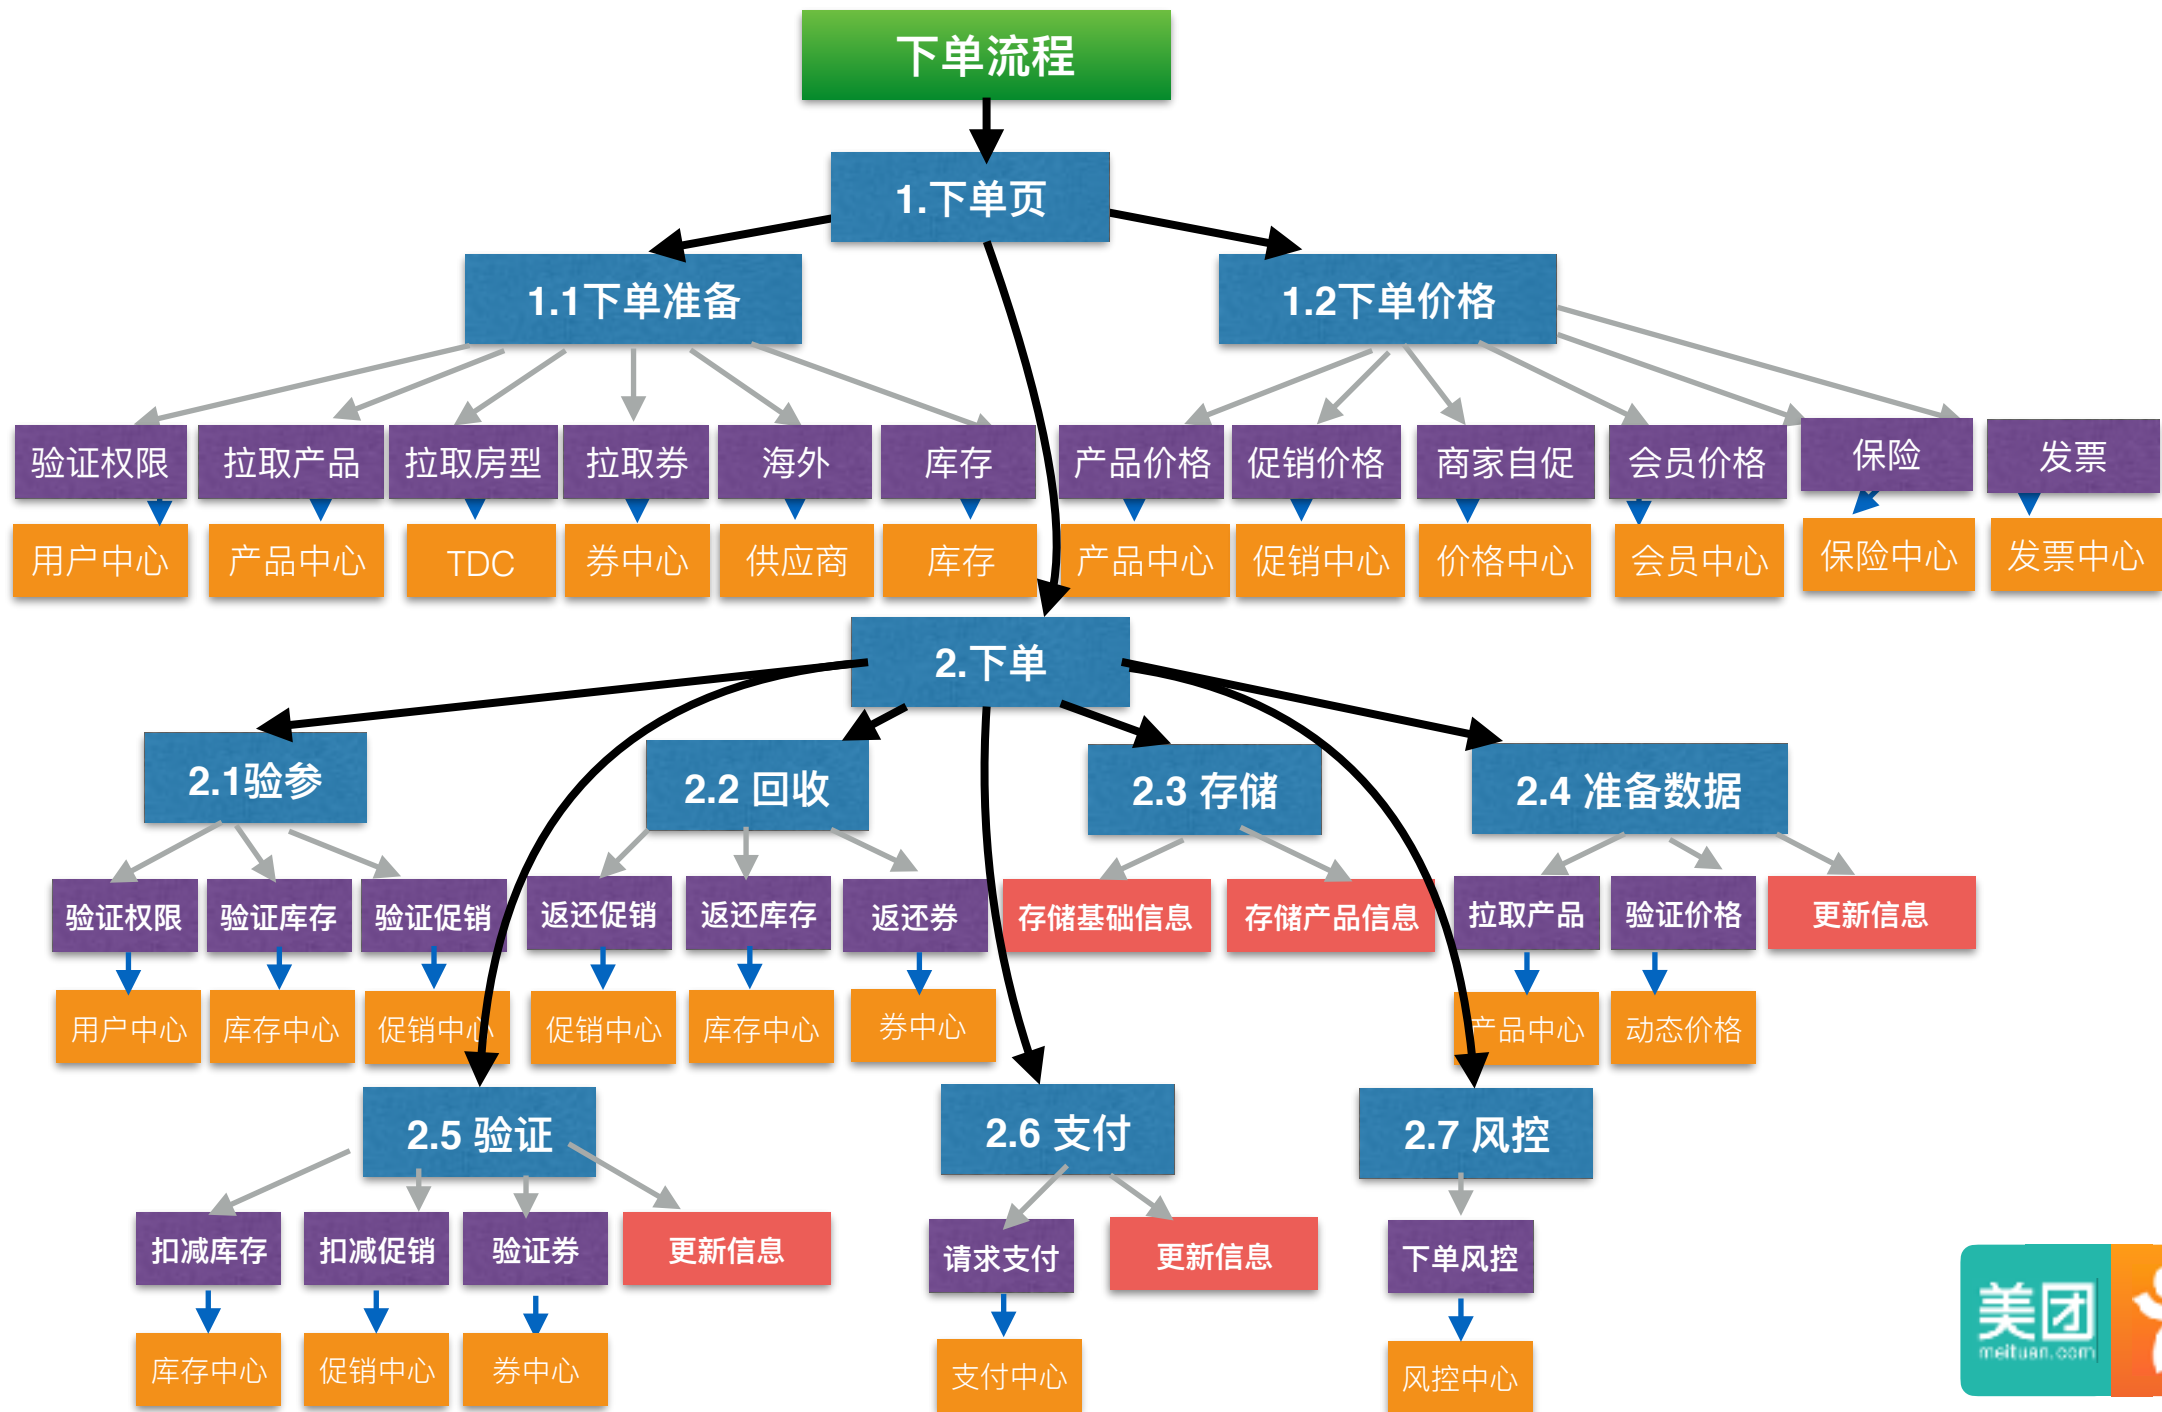 下单流程
1.下单页
1.1下单准备
1.2下单价格
验证权限
拉取产品
拉取房型
拉取券
海外
库存
产品价格
促销价格
商家自促
会员价格
保险
发票
用户中心
产品中心
TDC
券中心
供应商
库存
产品中心
促销中心
价格中心
会员中心
保险中心
发票中心
2.下单
2.1验参
2.2 回收
2.3 存储
2.4 准备数据
验证权限
验证库存
验证促销
返还促销
返还库存
返还券
存储基础信息
存储产品信息
拉取产品
验证价格
更新信息
用户中心
库存中心
促销中心
促销中心
库存中心
券中心
产品中心
动态价格
2.5 验证
2.6 支付
2.7 风控
扣减库存
扣减促销
验证券
更新信息
请求支付
更新信息
下单风控
库存中心
促销中心
券中心
支付中心
风控中心
美团
meituan.com